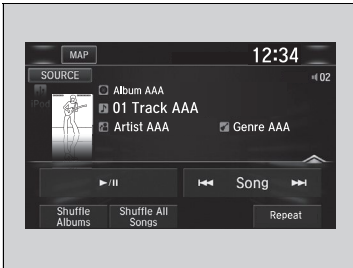 MAP
12:34
SOURCE
02
iPod
Album AAA
01 Track AAA
Artist AAA
Genre AAA
Song
Shuffle Albums
Shuffle All Songs
Repeat